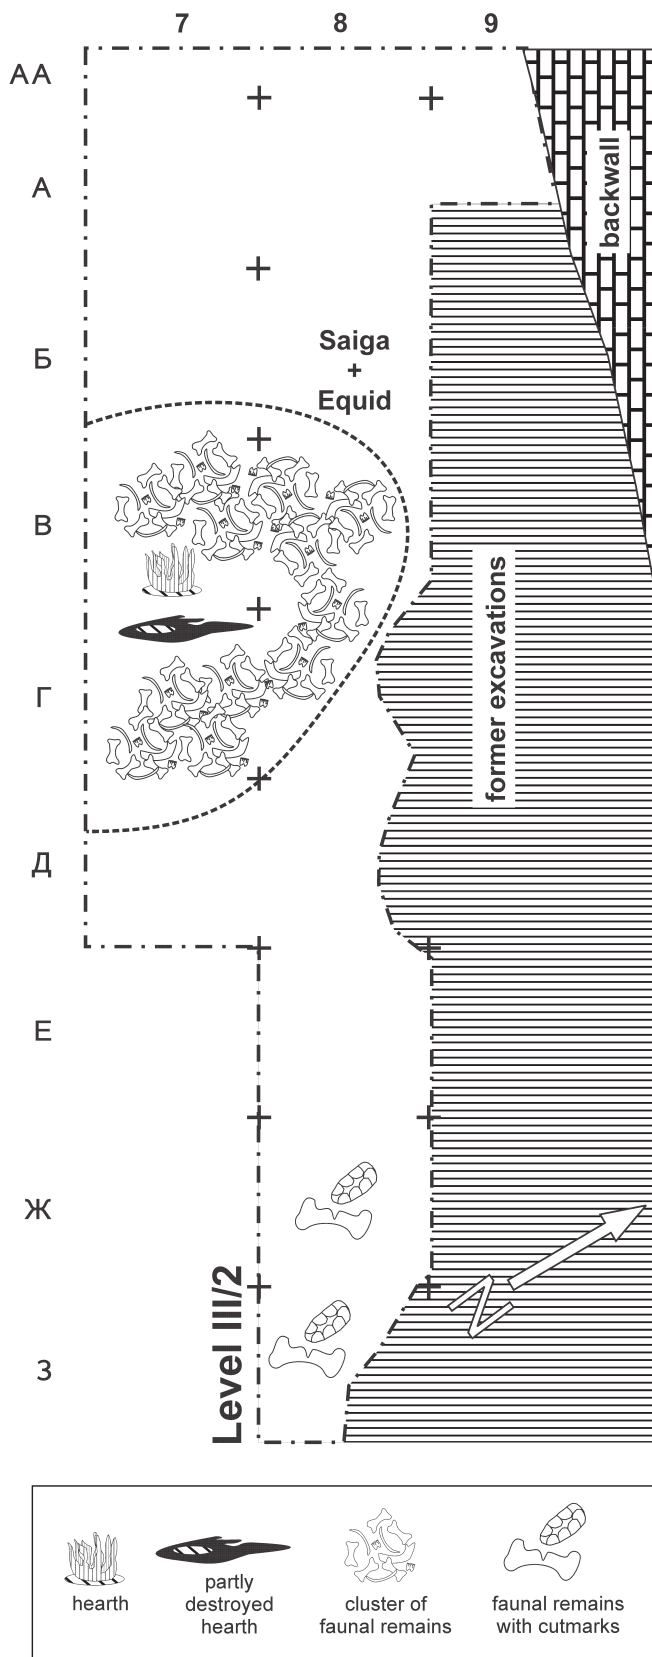 7 8 9
АА
А
backwall
Б
Saiga
+
Equid
В
former excavations
Г
Д
Е
Ж
Level III/2
N
З
hearth
partly
destroyed
hearth
cluster of
faunal remains
faunal remains
with cutmarks